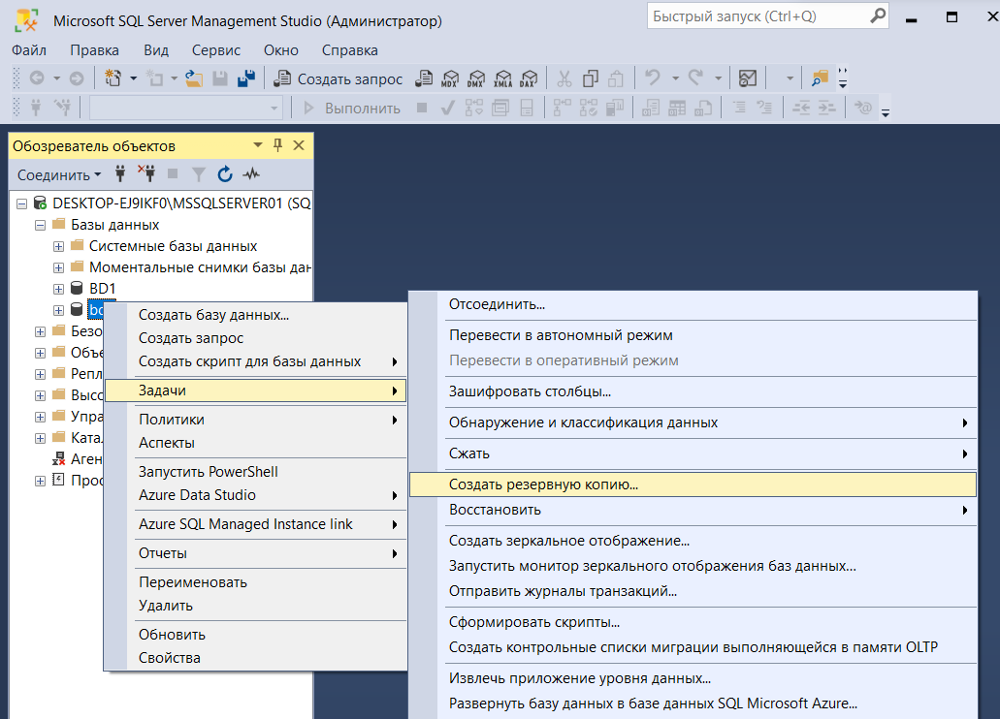 Microsoft SQL Server Management Studio (Администратор)
Быстрый запуск (Ctrl+Q)
Файл Правка Вид Сервис Окно Справка
Создать запрос MDX DMX XMLA DAX
Выполнить
Обозреватель объектов
Соединить
DESKTOP-EJ9IKF0\MSSQLSERVER01 (SQ
Базы данных
Системные базы данных
Моментальные снимки базы дан
BD1
Безо
Объе
Репл
Высо
Упра
Ката
Аген
Прос
Создать базу данных...
Создать запрос
Создать скрипт для базы данных
Задачи
Политики
Аспекты
Запустить PowerShell
Azure Data Studio
Azure SQL Managed Instance link
Отчеты
Переименовать
Удалить
Обновить
Свойства
Отсоединить...
Перевести в автономный режим
Перевести в оперативный режим
Зашифровать столбцы...
Обнаружение и классификация данных
Сжать
Создать резервную копию...
Восстановить
Создать зеркальное отображение...
Запустить монитор зеркального отображения баз данных...
Отправить журналы транзакций...
Сформировать скрипты...
Создать контрольные списки миграции выполняющейся в памяти OLTP
Извлечь приложение уровня данных...
Развернуть базу данных в базе данных SQL Microsoft Azure...